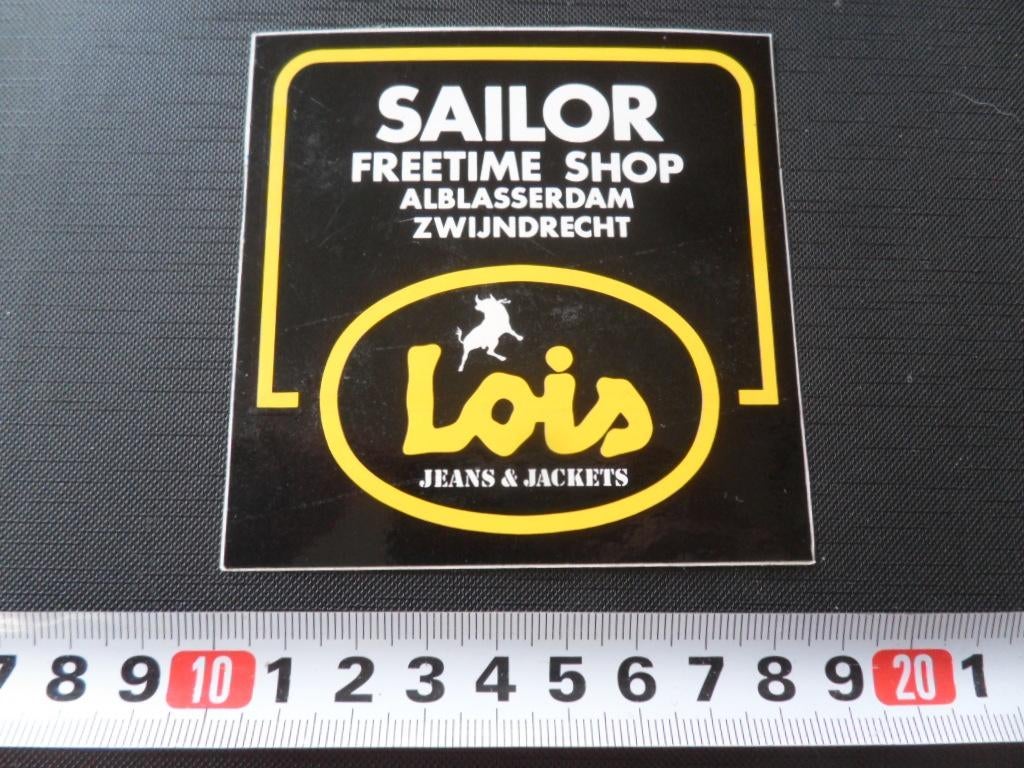 SAILOR
FREETIME SHOP
ALBLASSERDAM
ZWIJNDRECHT
Lois
JEANS & JACKETS
7 8 9 10 1 2 3 4 5 6 7 8 9 20 1